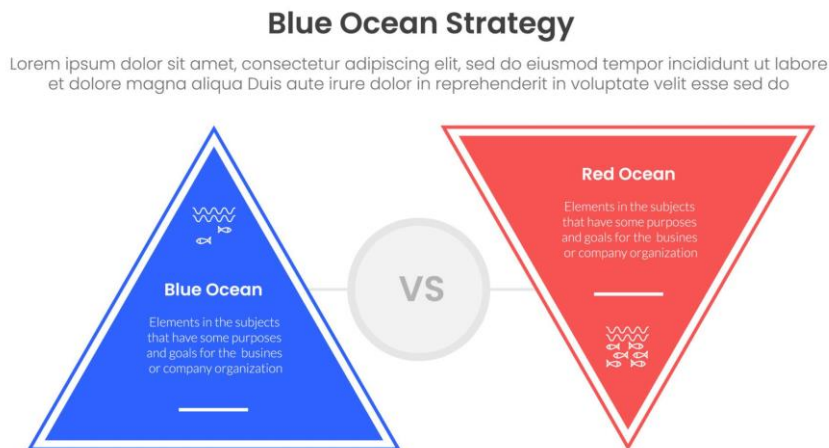 Blue Ocean Strategy
Lorem ipsum dolor sit amet, consectetur adipiscing elit, sed do eiusmod tempor incididunt ut labore
et dolore magna aliqua Duis aute irure dolor in reprehenderit in voluptate velit esse sed do
Blue Ocean
Elements in the subjects
that have some purposes
and goals for the busines
or company organization
VS
Red Ocean
Elements in the subjects
that have some purposes
and goals for the busines
or company organization